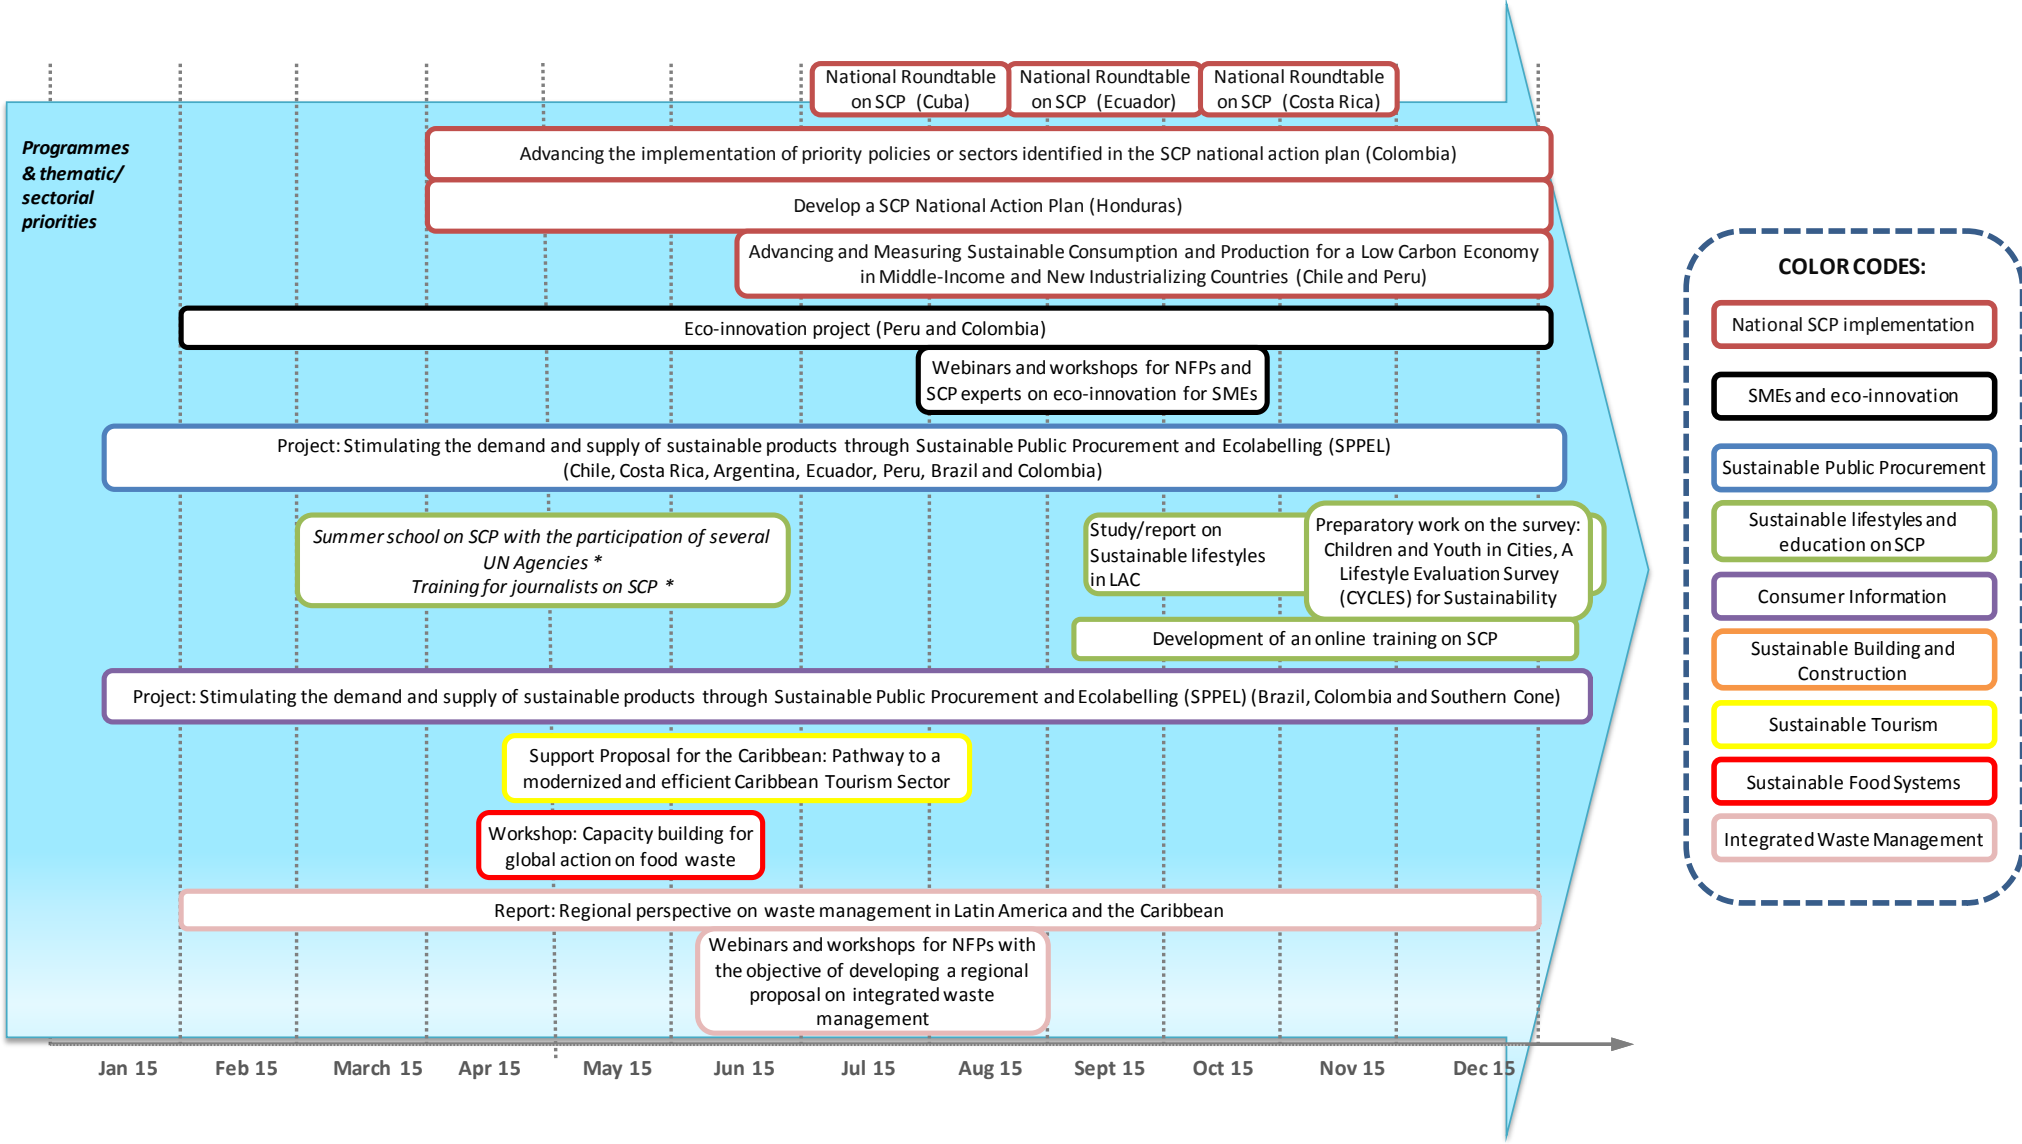 National Roundtable
on SCP (Cuba)
National Roundtable
on SCP (Ecuador)
National Roundtable
on SCP (Costa Rica)
Programmes
& thematic/
sectorial
priorities
Advancing the implementation of priority policies or sectors identified in the SCP national action plan (Colombia)
Develop a SCP National Action Plan (Honduras)
Advancing and Measuring Sustainable Consumption and Production for a Low Carbon Economy
in Middle-Income and New Industrializing Countries (Chile and Peru)
Eco-innovation project (Peru and Colombia)
Webinars and workshops for NFPs and
SCP experts on eco-innovation for SMEs
Project: Stimulating the demand and supply of sustainable products through Sustainable Public Procurement and Ecolabelling (SPPEL)
(Chile, Costa Rica, Argentina, Ecuador, Peru, Brazil and Colombia)
Summer school on SCP with the participation of several
UN Agencies *
Training for journalists on SCP *
Study/report on
Sustainable lifestyles
in LAC
Preparatory work on the survey:
Children and Youth in Cities, A
Lifestyle Evaluation Survey
(CYCLES) for Sustainability
Development of an online training on SCP
Project: Stimulating the demand and supply of sustainable products through Sustainable Public Procurement and Ecolabelling (SPPEL) (Brazil, Colombia and Southern Cone)
Support Proposal for the Caribbean: Pathway to a
modernized and efficient Caribbean Tourism Sector
Workshop: Capacity building for
global action on food waste
Report: Regional perspective on waste management in Latin America and the Caribbean
Webinars and workshops for NFPs with
the objective of developing a regional
proposal on integrated waste
management
Jan 15
Feb 15
March 15
Apr 15
May 15
Jun 15
Jul 15
Aug 15
Sept 15
Oct 15
Nov 15
Dec 15
COLOR CODES:
National SCP implementation
SMEs and eco-innovation
Sustainable Public Procurement
Sustainable lifestyles and
education on SCP
Consumer Information
Sustainable Building and
Construction
Sustainable Tourism
Sustainable Food Systems
Integrated Waste Management